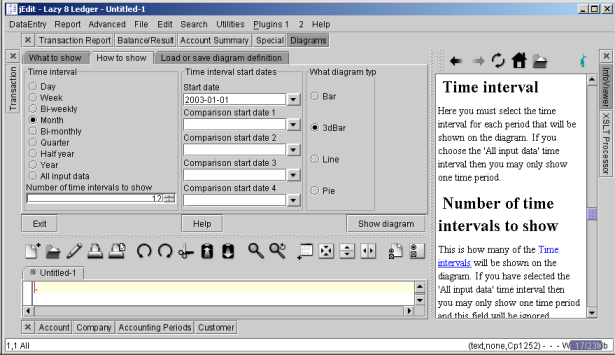 jEdit - Lazy 8 Ledger - Untitled-1
DataEntry Report Advanced File Edit Search Utilities Plugins 1 2 Help
Transaction Report Balance/Result Account Summary Special Diagrams
What to show How to show Load or save diagram definition
Transaction
Time interval
Day
Week
Bi-weekly
Month
Bi-monthly
Quarter
Half year
Year
All input data
Number of time intervals to show
12
Time interval start dates
Start date
2003-01-01
Comparison start date 1
Comparison start date 2
Comparison start date 3
Comparison start date 4
What diagram typ
Bar
3dBar
Line
Pie
Exit Help Show diagram
Untitled-1
Account Company Accounting Periods Customer
Time interval
Here you must select the time
interval for each period that will be
shown on the diagram. If you
choose the 'All input data' time
interval then you may only show
one time period.
Number of time
intervals to show
This is how many of the Time
intervals will be shown on the
diagram. If you have selected the
'All input data' time interval then
you may only show one time period
and this field will be ignored
InfoViewer
XSLT Processor
1,1 All
(text,none,Cp1252) - - - W 17/23Mb